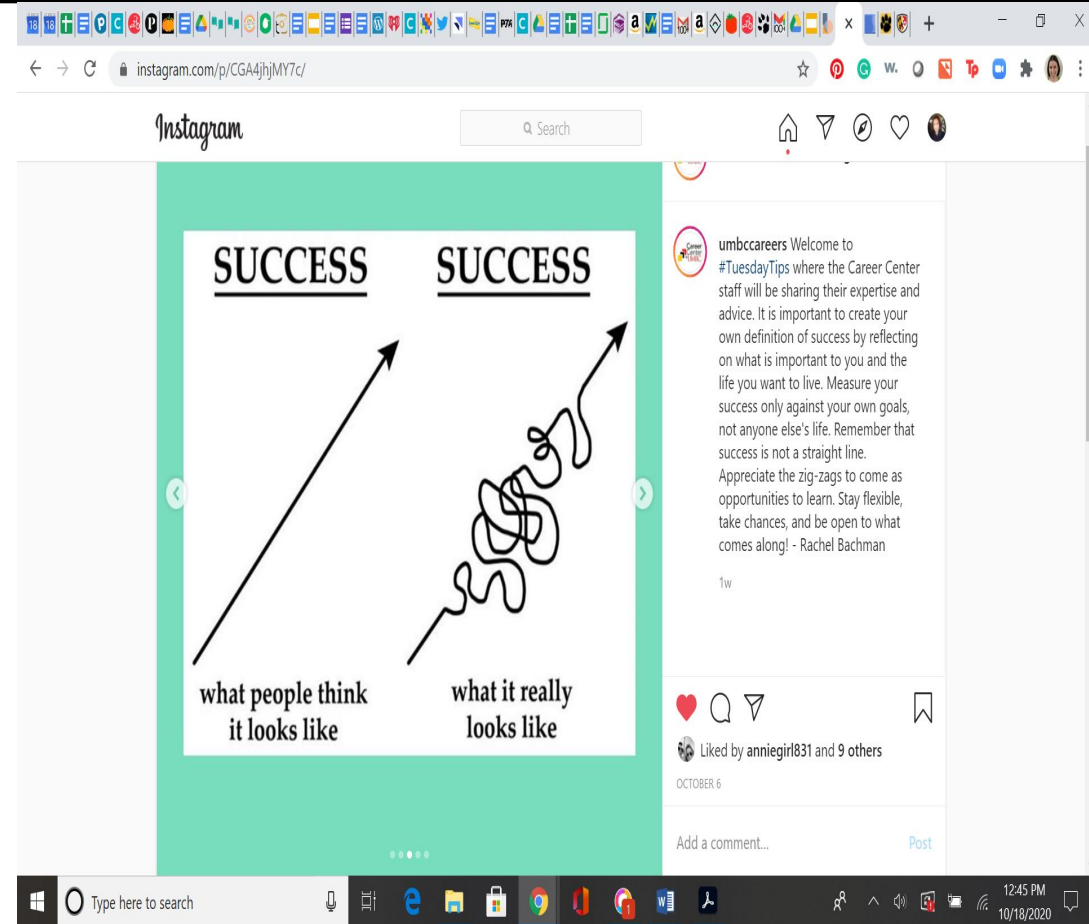 instagram.com/p/CGA4jhjMY7c/
Instagram
Search
SUCCESS SUCCESS
what people think
it looks like
what it really
looks like
umbccareers Welcome to
#TuesdayTips where the Career Center
staff will be sharing their expertise and
advice. It is important to create your
own definition of success by reflecting
on what is important to you and the
life you want to live. Measure your
success only against your own goals,
not anyone else's life. Remember that
success is not a straight line.
Appreciate the zig-zags to come as
opportunities to learn. Stay flexible,
take chances, and be open to what
comes along! - Rachel Bachman
1w
Liked by anniegirl831 and 9 others
OCTOBER 6
Add a comment... Post
Type here to search
12:45 PM
10/18/2020